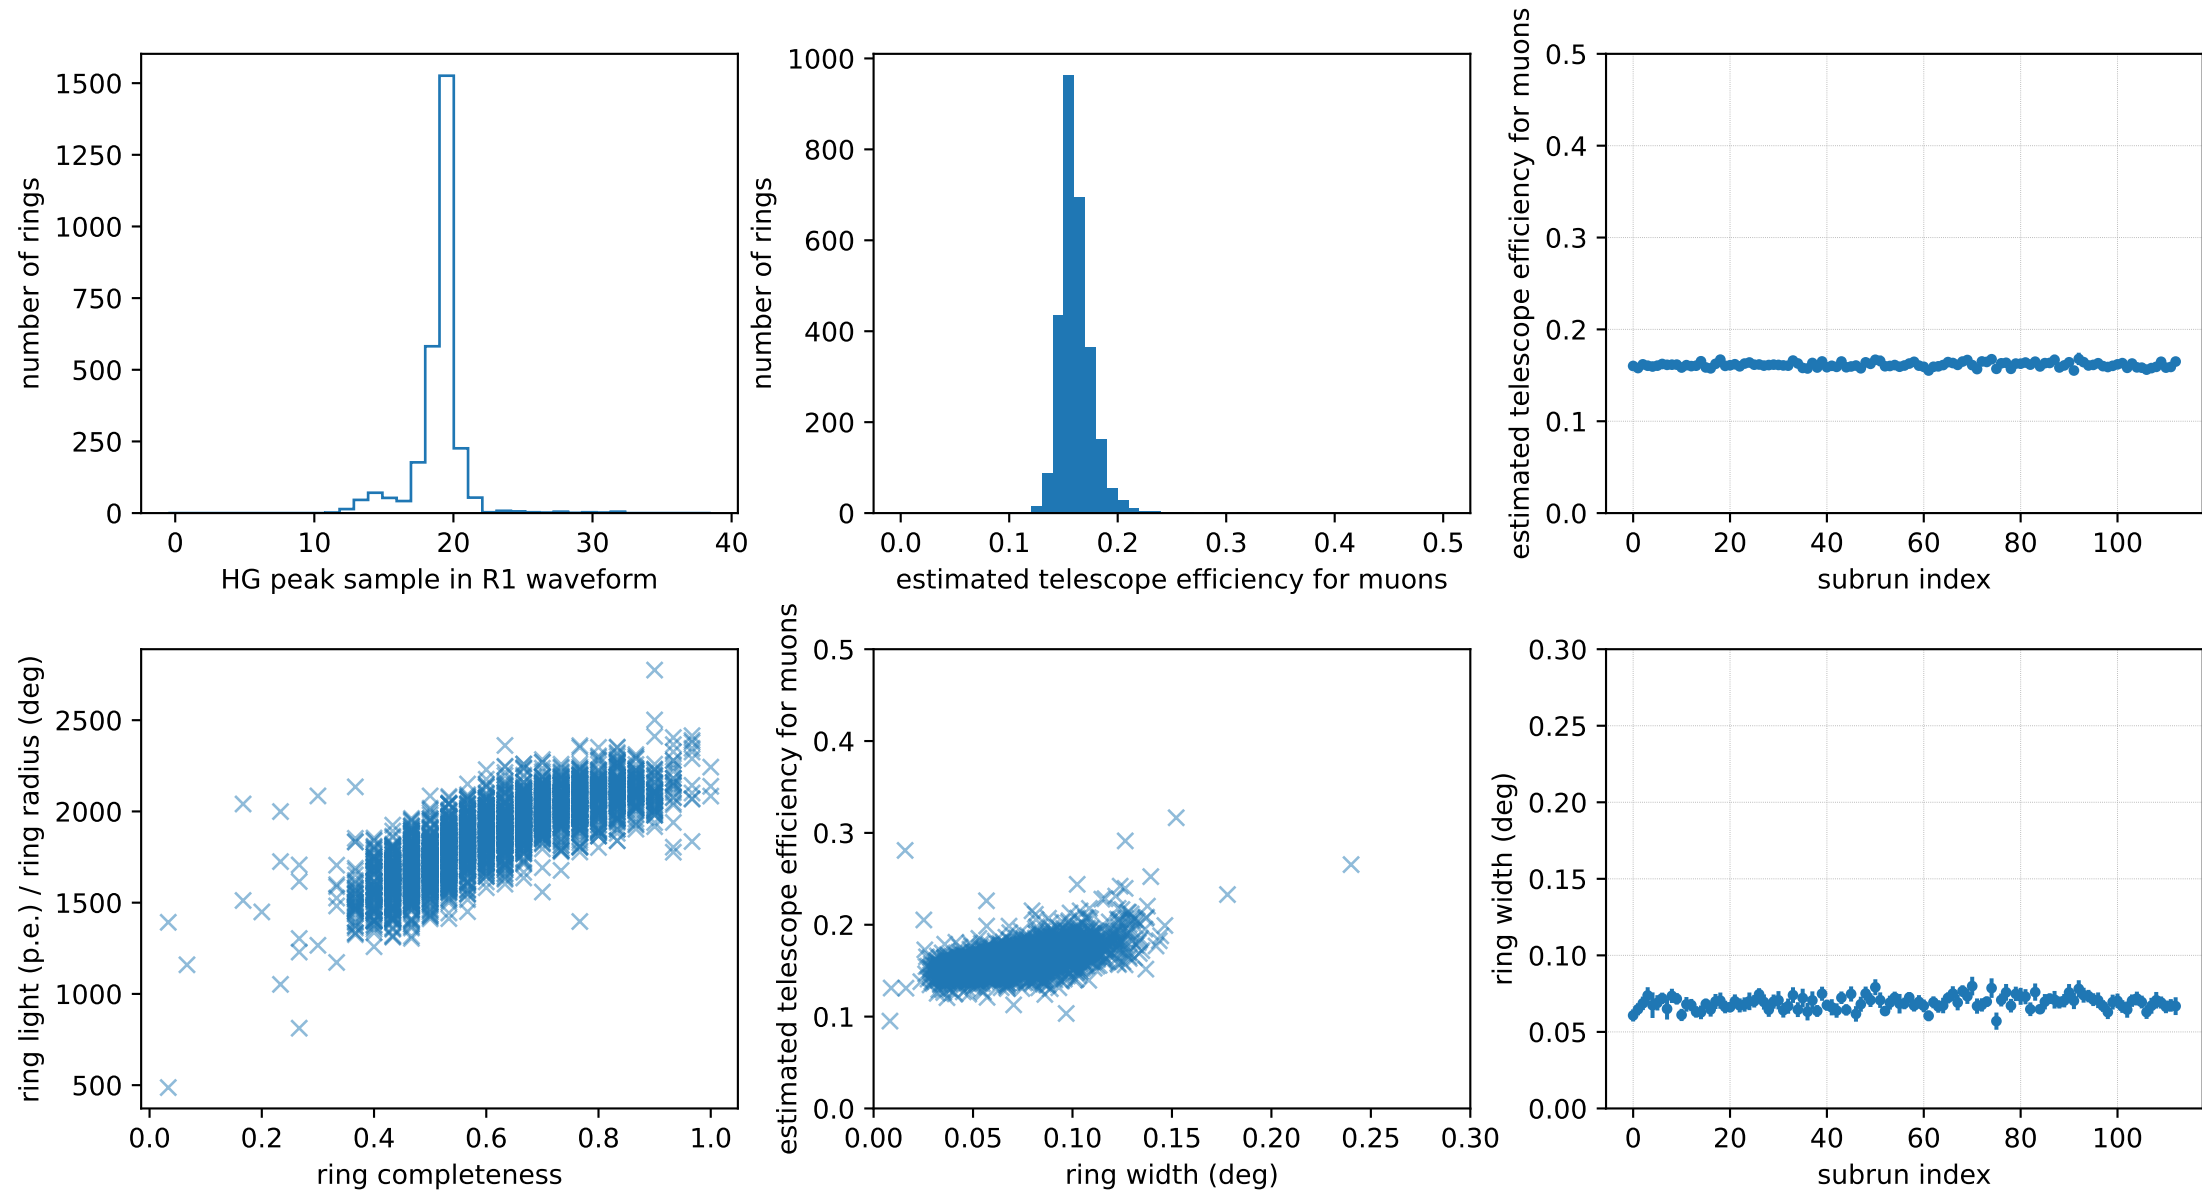 number of rings
1500
1250
1000
750
500
250
0
0 10 20 30 40
HG peak sample in R1 waveform
number of rings
1000
800
600
400
200
0
0.0 0.1 0.2 0.3 0.4 0.5
estimated telescope efficiency for muons
estimated telescope efficiency for muons
0.5
0.4
0.3
0.2
0.1
0.0
0 20 40 60 80 100
subrun index
ring light (p.e.) / ring radius (deg)
2500
2000
1500
1000
500
0.0 0.2 0.4 0.6 0.8 1.0
ring completeness
estimated telescope efficiency for muons
0.5
0.4
0.3
0.2
0.1
0.0
0.00 0.05 0.10 0.15 0.20 0.25 0.30
ring width (deg)
ring width (deg)
0.30
0.25
0.20
0.15
0.10
0.05
0.00
0 20 40 60 80 100
subrun index